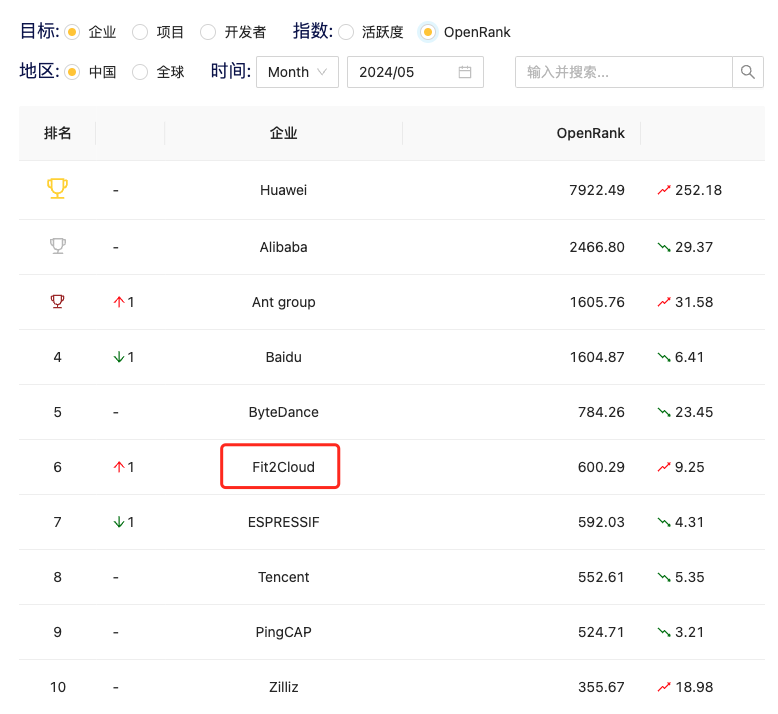 目标: 企业 项目 开发者 指数: 活跃度 OpenRank
地区: 中国 全球 时间: Month 2024/05 输入并搜索...
排名 企业 OpenRank
- Huawei 7922.49 252.18
- Alibaba 2466.80 29.37
1 Ant group 1605.76 31.58
4 1 Baidu 1604.87 6.41
5 - ByteDance 784.26 23.45
6 1 Fit2Cloud 600.29 9.25
7 1 ESPRESSIF 592.03 4.31
8 - Tencent 552.61 5.35
9 - PingCAP 524.71 3.21
10 - Zilliz 355.67 18.98